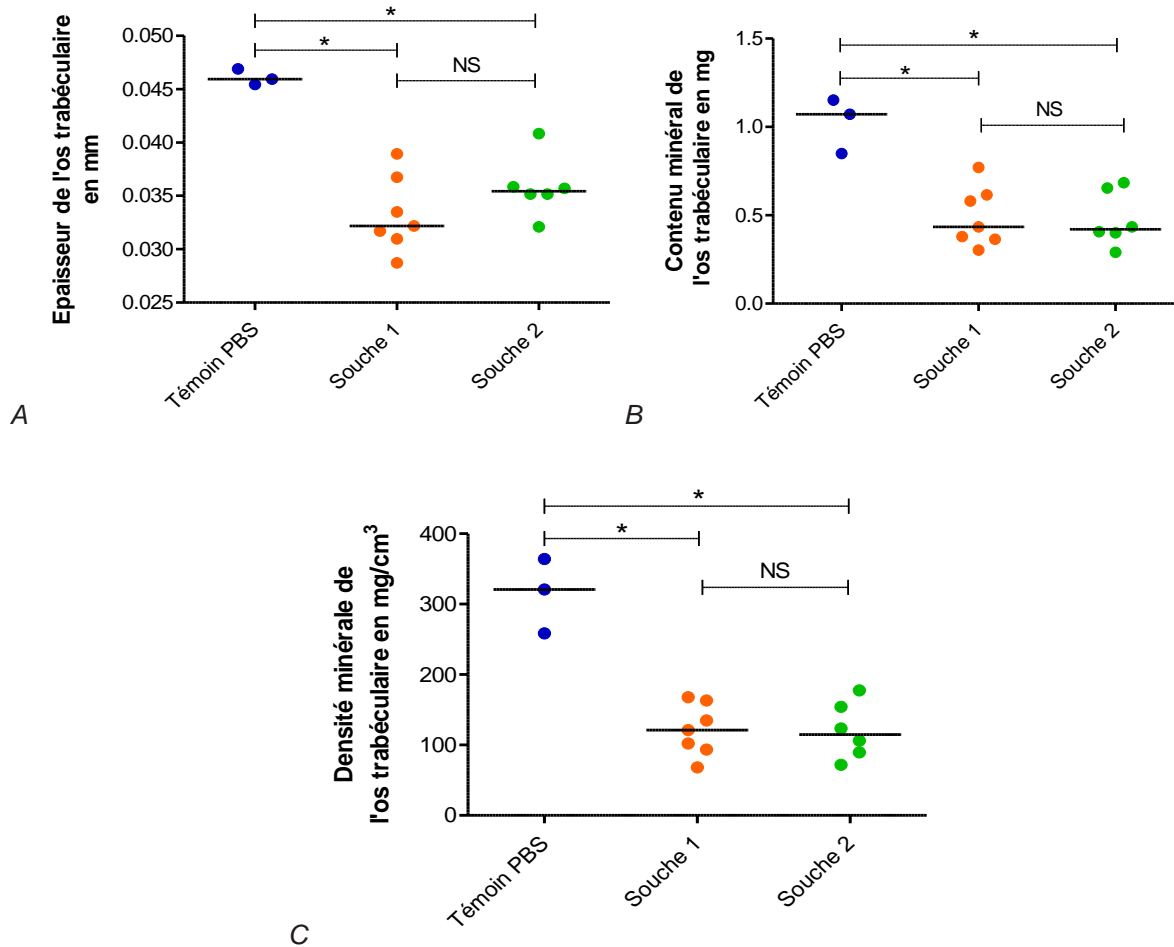 *
*
NS
0.050
0.045
0.040
0.035
0.030
0.025
Epaisseur de l'os trabéculaire
en mm
Témoin PBS
Souche 1
Souche 2
A
*
*
NS
1.5
1.0
0.5
0.0
Contenu minéral de
l'os trabéculaire en mg
Témoin PBS
Souche 1
Souche 2
B
*
*
NS
400
300
200
100
0
Densité minérale de
l'os trabéculaire en mg/cm³
Témoin PBS
Souche 1
Souche 2
C